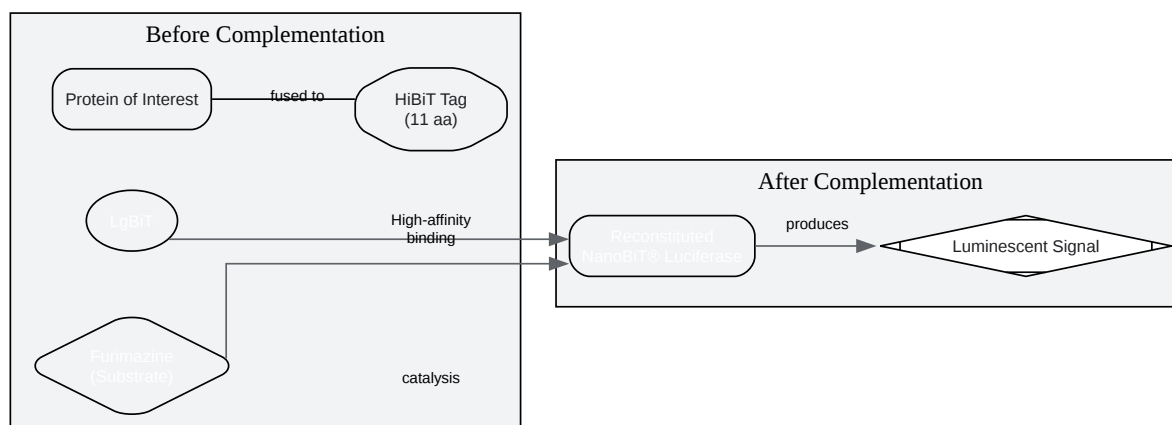 Before Complementation
Protein of Interest
fused to
HiBiT Tag
(11 aa)
LgBiT
High-affinity
binding
Funmazine
(Substrate)
catalysis
After Complementation
Reconstituted
NanoBiT® Luciferase
produces
Luminescent Signal